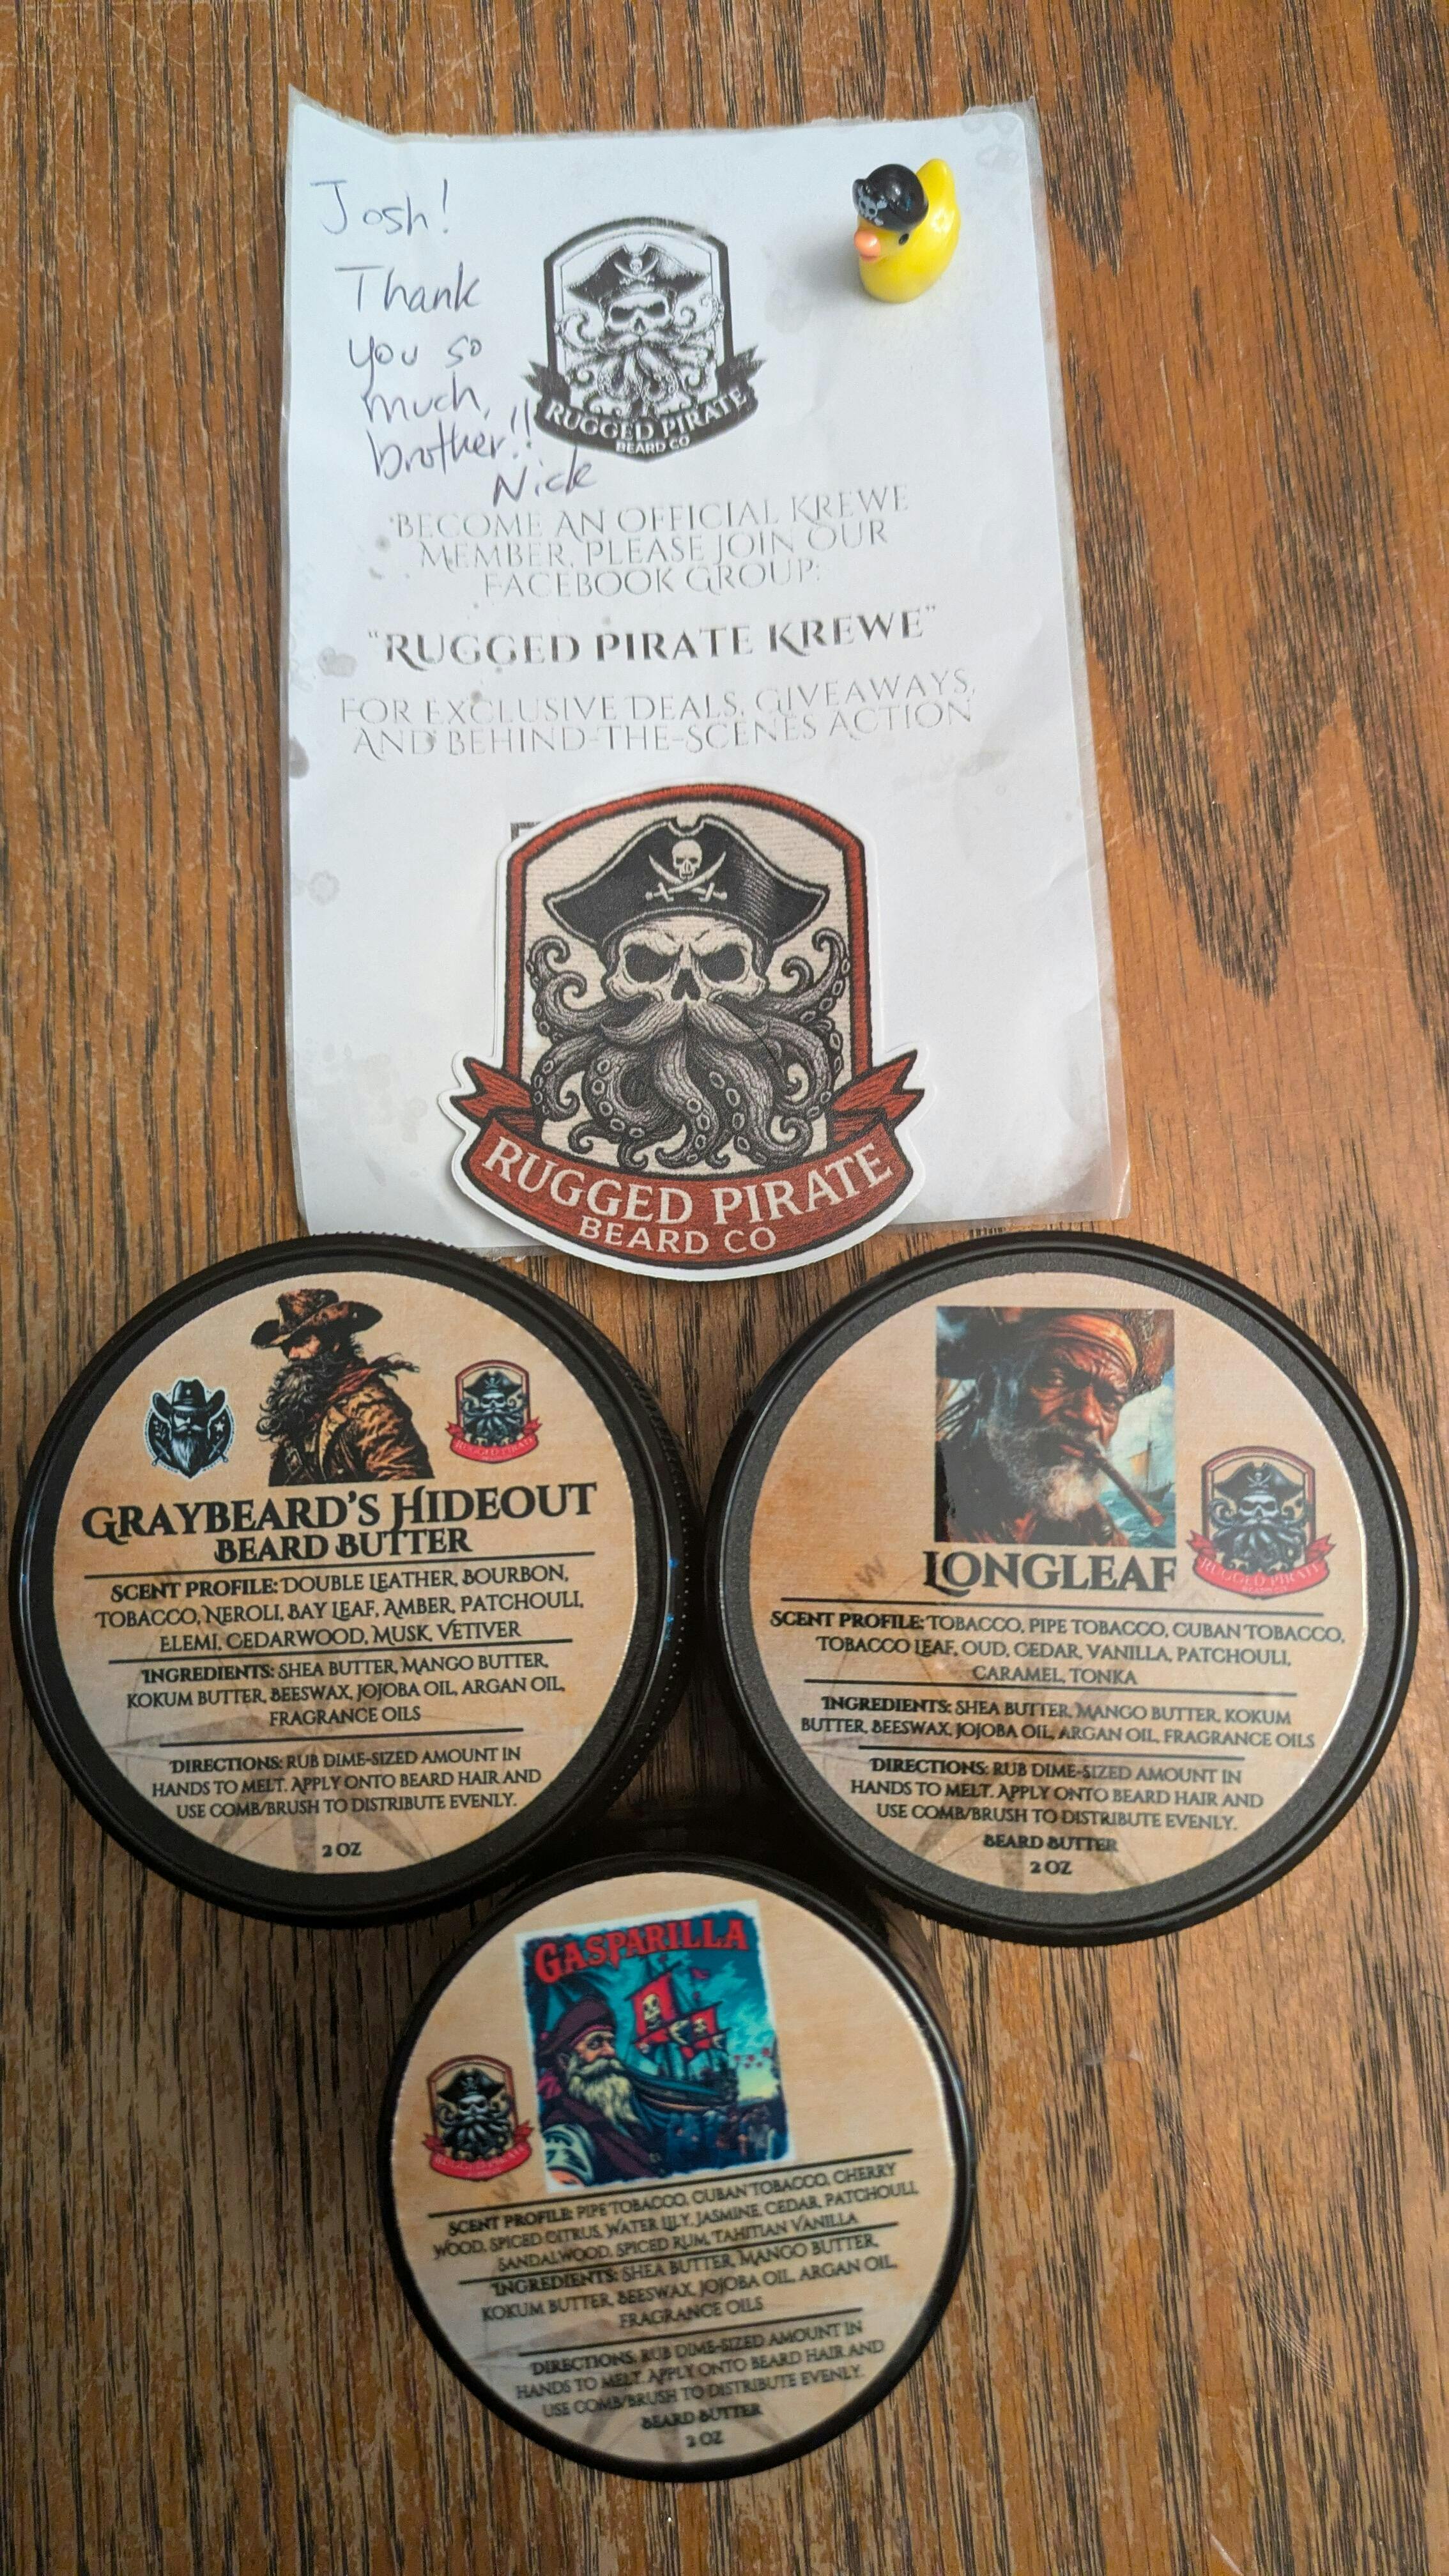 Josh!
Thank
you so
much,
brother!!
Nick
RUGGED PIRATE
BEARD CO
BECOME AN OFFICIAL KREWE
MEMBER, PLEASE JOIN OUR
FACEBOOK GROUP:
"RUGGED PIRATE KREWE"
FOR EXCLUSIVE DEALS, GIVEAWAYS,
AND BEHIND-THE-SCENES ACTION
RUGGED PIRATE
BEARD CO
RUGGED PIRATE
GRAYBEARD'S HIDEOUT
BEARD BUTTER
SCENT PROFILE: DOUBLE LEATHER, BOURBON,
TOBACCO, NEROLI, BAY LEAF, AMBER, PATCHOULI,
ELEMI, CEDARWOOD, MUSK, VETIVER
INGREDIENTS: SHEA BUTTER, MANGO BUTTER,
KOKUM BUTTER, BEESWAX, JOJOBA OIL, ARGAN OIL,
FRAGRANCE OILS
DIRECTIONS: RUB DIME-SIZED AMOUNT IN
HANDS TO MELT. APPLY ONTO BEARD HAIR AND
USE COMB/BRUSH TO DISTRIBUTE EVENLY.
2 OZ
LONGLEAF
RUGGED PIRATE
BEARD CO
SCENT PROFILE: TOBACCO, PIPE TOBACCO, CUBAN TOBACCO,
TOBACCO LEAF, OUD, CEDAR, VANILLA, PATCHOULI,
CARAMEL, TONKA
INGREDIENTS: SHEA BUTTER, MANGO BUTTER, KOKUM
BUTTER, BEESWAX, JOJOBA OIL, ARGAN OIL, FRAGRANCE OILS
DIRECTIONS: RUB DIME-SIZED AMOUNT IN
HANDS TO MELT. APPLY ONTO BEARD HAIR AND
USE COMB/BRUSH TO DISTRIBUTE EVENLY.
BEARD BUTTER
2 OZ
GASPARILLA
RUGGED PIRATE
SCENT PROFILE: PIPE TOBACCO, CUBAN TOBACCO, CHERRY
WOOD, SPICED CITRUS, WATER LILY, JASMINE, CEDAR, PATCHOULI,
SANDALWOOD, SPICED RUM, TAHITIAN VANILLA
INGREDIENTS: SHEA BUTTER, MANGO BUTTER,
KOKUM BUTTER, BEESWAX, JOJOBA OIL, ARGAN OIL,
FRAGRANCE OILS
DIRECTIONS: RUB DIME-SIZED AMOUNT IN
HANDS TO MELT. APPLY ONTO BEARD HAIR AND
USE COMB/BRUSH TO DISTRIBUTE EVENLY.
BEARD BUTTER
2 OZ